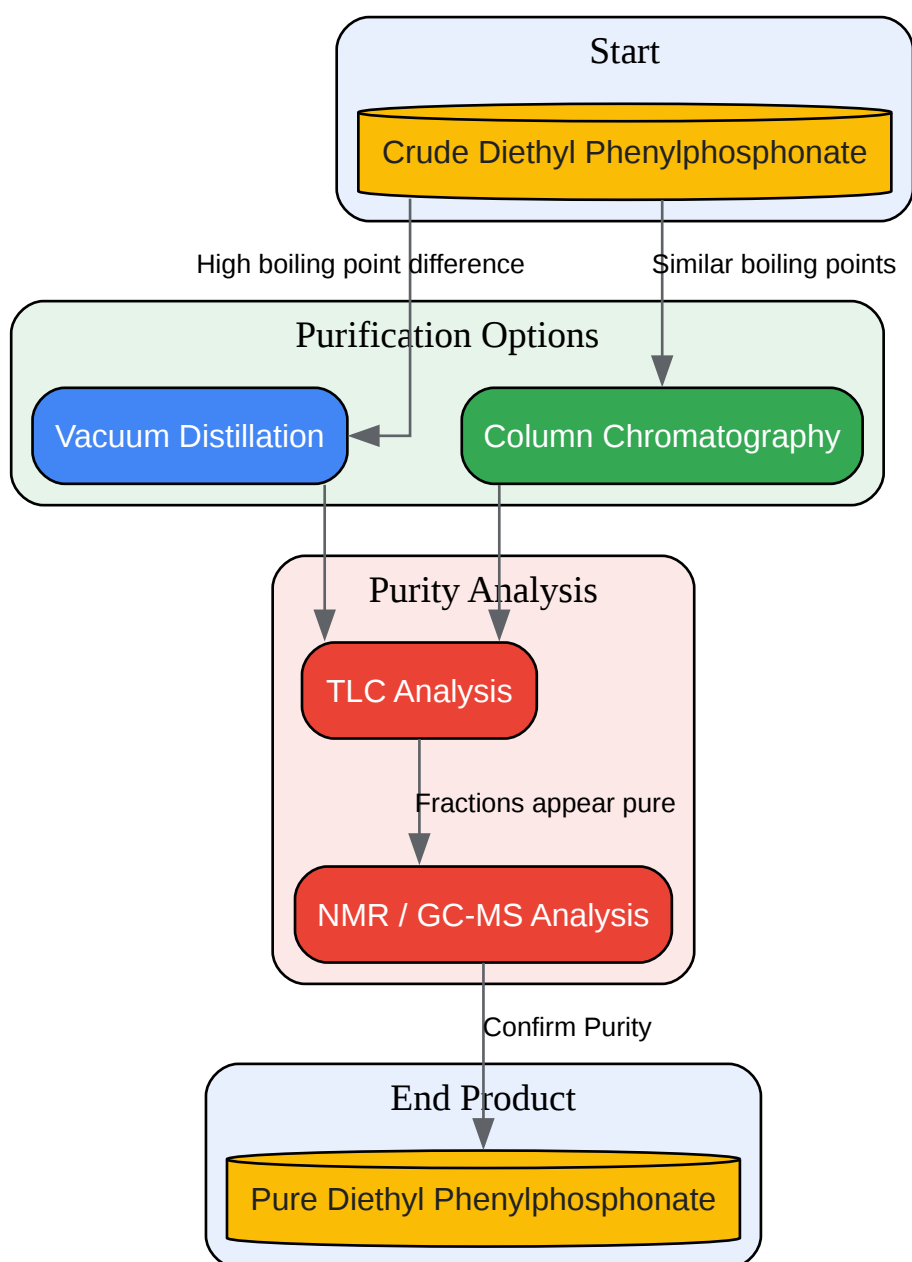 Start
Crude Diethyl Phenylphosphonate
High boiling point difference
Similar boiling points
Purification Options
Vacuum Distillation
Column Chromatography
Purity Analysis
TLC Analysis
Fractions appear pure
NMR / GC-MS Analysis
Confirm Purity
End Product
Pure Diethyl Phenylphosphonate